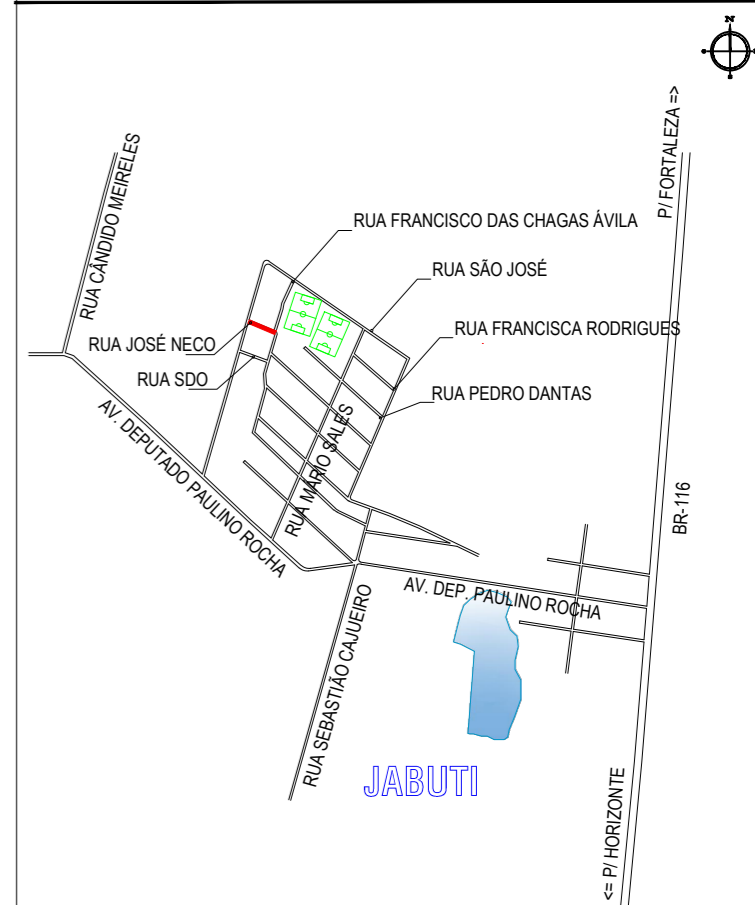 N
P/ FORTALEZA =>
RUA CÂNDIDO MEIRELES
RUA FRANCISCO DAS CHAGAS ÁVILA
RUA SÃO JOSÉ
RUA FRANCISCA RODRIGUES
RUA JOSÉ NECO
RUA SDO
RUA PEDRO DANTAS
AV. DEPUTADO PAULINO ROCHA
RUA MÁRIO SALES
BR-116
AV. DEP. PAULINO ROCHA
RUA SEBASTIÃO CAJUEIRO
JABUTI
<= P/ HORIZONTE